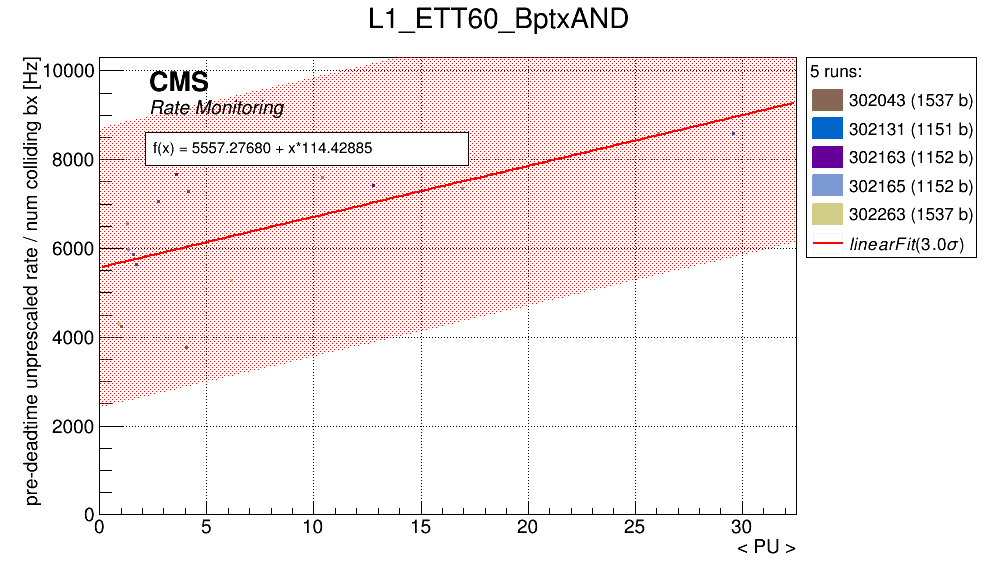 L1_ETT60_BptxAND
pre-deadtime unprescaled rate / num colliding bx [Hz]
10000
8000
6000
4000
2000
0
CMS
Rate Monitoring
f(x) = 5557.27680 + x*114.42885
0 5 10 15 20 25 30
< PU >
5 runs:
302043 (1537 b)
302131 (1151 b)
302163 (1152 b)
302165 (1152 b)
302263 (1537 b)
linearFit(3.0σ)